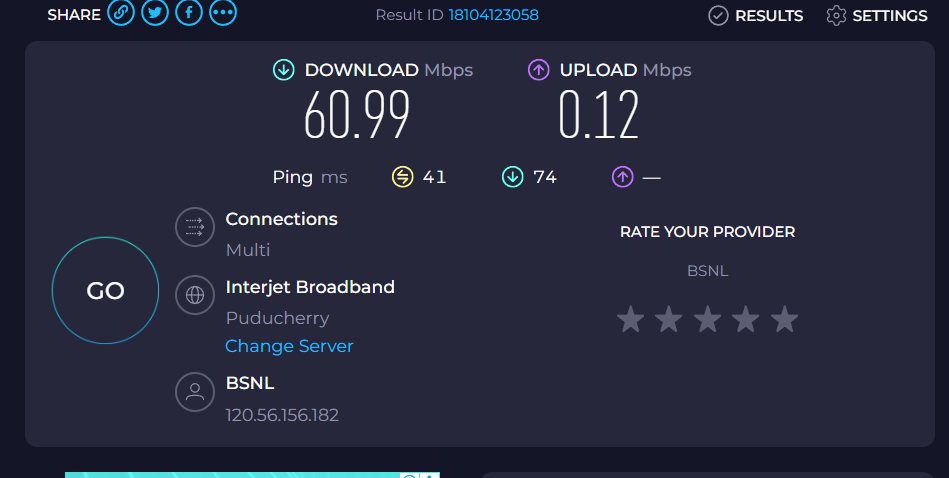 SHARE
Result ID 18104123058
RESULTS
SETTINGS
DOWNLOAD Mbps
UPLOAD Mbps
60.99
0.12
Ping ms
41
74
—
Connections
Multi
Interjet Broadband
Puducherry
Change Server
BSNL
120.56.156.182
GO
RATE YOUR PROVIDER
BSNL